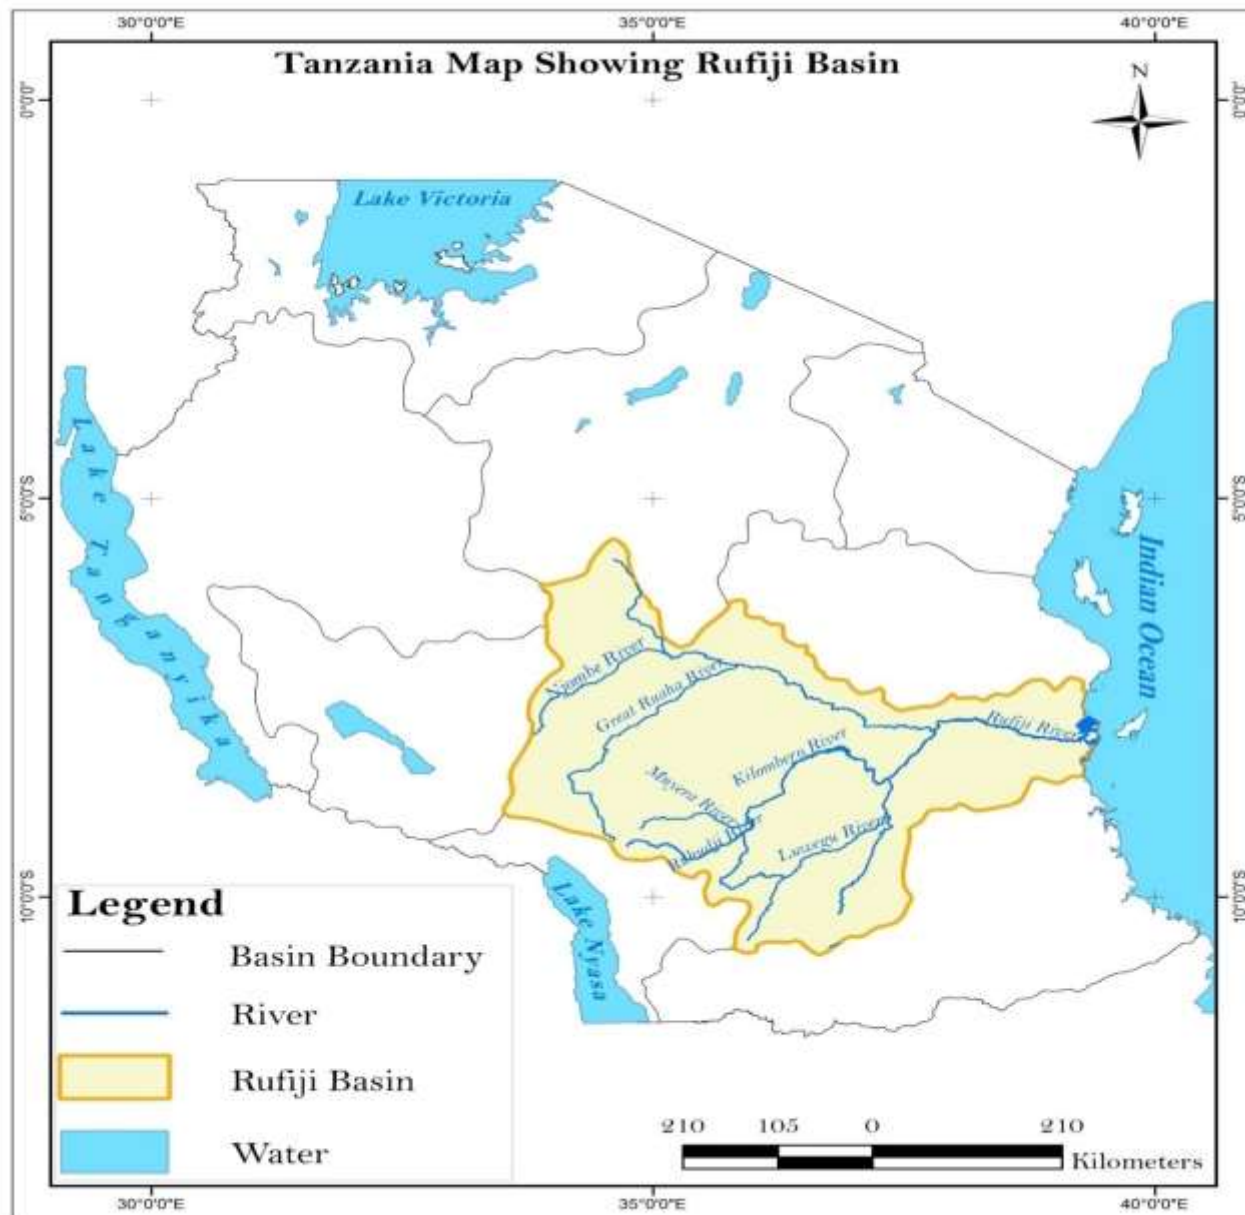 30°0'0"E 35°0'0"E 40°0'0"E
Tanzania Map Showing Rufiji Basin
N
0°0'0" 0°0'0"
Lake Victoria
Lake Tanganyika
5°0'0"S 5°0'0"S
Indian Ocean
Njombe River
Great Ruaha River
Rufiji River
Kilombero River
Mnyera River
Ruhudji River
Luwegu River
10°0'0"S 10°0'0"S
Lake Nyasa
Legend
Basin Boundary
River
Rufiji Basin
Water
210 105 0 210
Kilometers
30°0'0"E 35°0'0"E 40°0'0"E